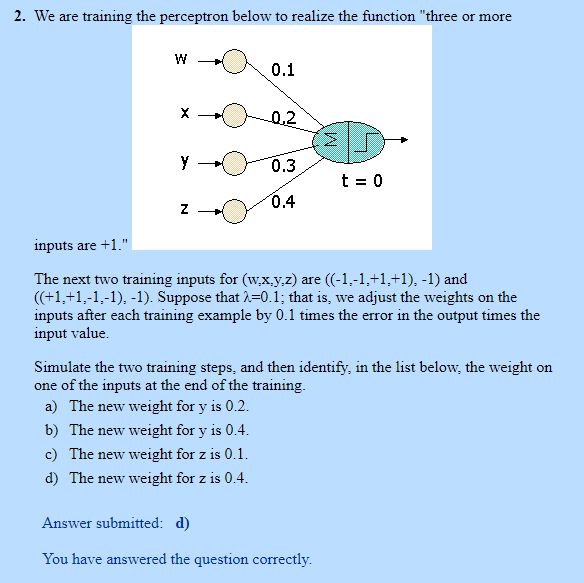 2. We are training the perceptron below to realize the function "three or more
w
0.1
x
0.2
y
0.3
t = 0
z
0.4
inputs are +1."
The next two training inputs for (w,x,y,z) are ((-1,-1,+1,+1), -1) and
((+1,+1,-1,-1), -1). Suppose that λ=0.1; that is, we adjust the weights on the
inputs after each training example by 0.1 times the error in the output times the
input value.
Simulate the two training steps, and then identify, in the list below, the weight on
one of the inputs at the end of the training.
a) The new weight for y is 0.2.
b) The new weight for y is 0.4.
c) The new weight for z is 0.1.
d) The new weight for z is 0.4.
Answer submitted: d)
You have answered the question correctly.